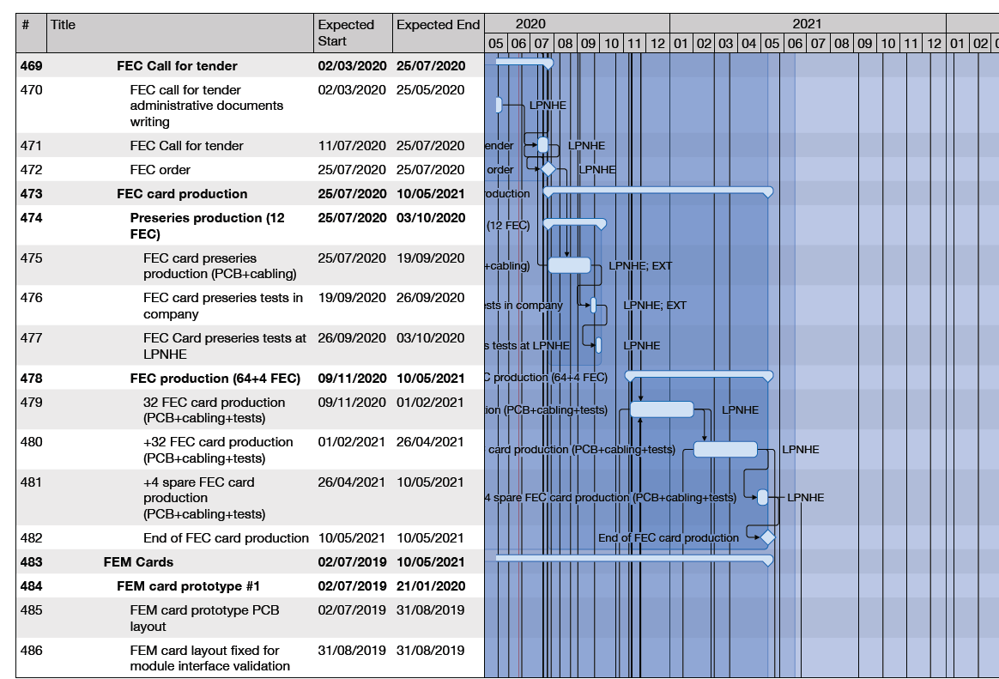 # Title Expected Start Expected End 2020 2021
05 06 07 08 09 10 11 12 01 02 03 04 05 06 07 08 09 10 11 12 01 02
469 FEC Call for tender 02/03/2020 25/07/2020
470 FEC call for tender 02/03/2020 25/05/2020
administrative documents LPNHE
writing
471 FEC Call for tender 11/07/2020 25/07/2020 ender LPNHE
472 FEC order 25/07/2020 25/07/2020 order LPNHE
473 FEC card production 25/07/2020 10/05/2021 oduction
474 Preseries production (12 25/07/2020 03/10/2020 (12 FEC)
FEC)
475 FEC card preseries 25/07/2020 19/09/2020 +cabling) LPNHE; EXT
production (PCB+cabling)
476 FEC card preseries tests in 19/09/2020 26/09/2020 sts in company LPNHE; EXT
company
477 FEC Card preseries tests at 26/09/2020 03/10/2020 s tests at LPNHE LPNHE
LPNHE
478 FEC production (64+4 FEC) 09/11/2020 10/05/2021 C production (64+4 FEC)
479 32 FEC card production 09/11/2020 01/02/2021 ion (PCB+cabling+tests) LPNHE
(PCB+cabling+tests)
480 +32 FEC card production 01/02/2021 26/04/2021 card production (PCB+cabling+tests) LPNHE
(PCB+cabling+tests)
481 +4 spare FEC card 26/04/2021 10/05/2021
production 4 spare FEC card production (PCB+cabling+tests) LPNHE
(PCB+cabling+tests)
482 End of FEC card production 10/05/2021 10/05/2021 End of FEC card production
483 FEM Cards 02/07/2019 10/05/2021
484 FEM card prototype #1 02/07/2019 21/01/2020
485 FEM card prototype PCB 02/07/2019 31/08/2019
layout
486 FEM card layout fixed for 31/08/2019 31/08/2019
module interface validation